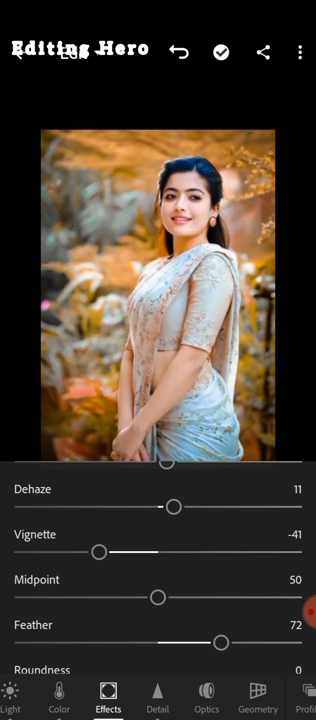 Editing Hero
Dehaze 11
Vignette -41
Midpoint 50
Feather 72
Roundness 0
Light Color Effects Detail Optics Geometry